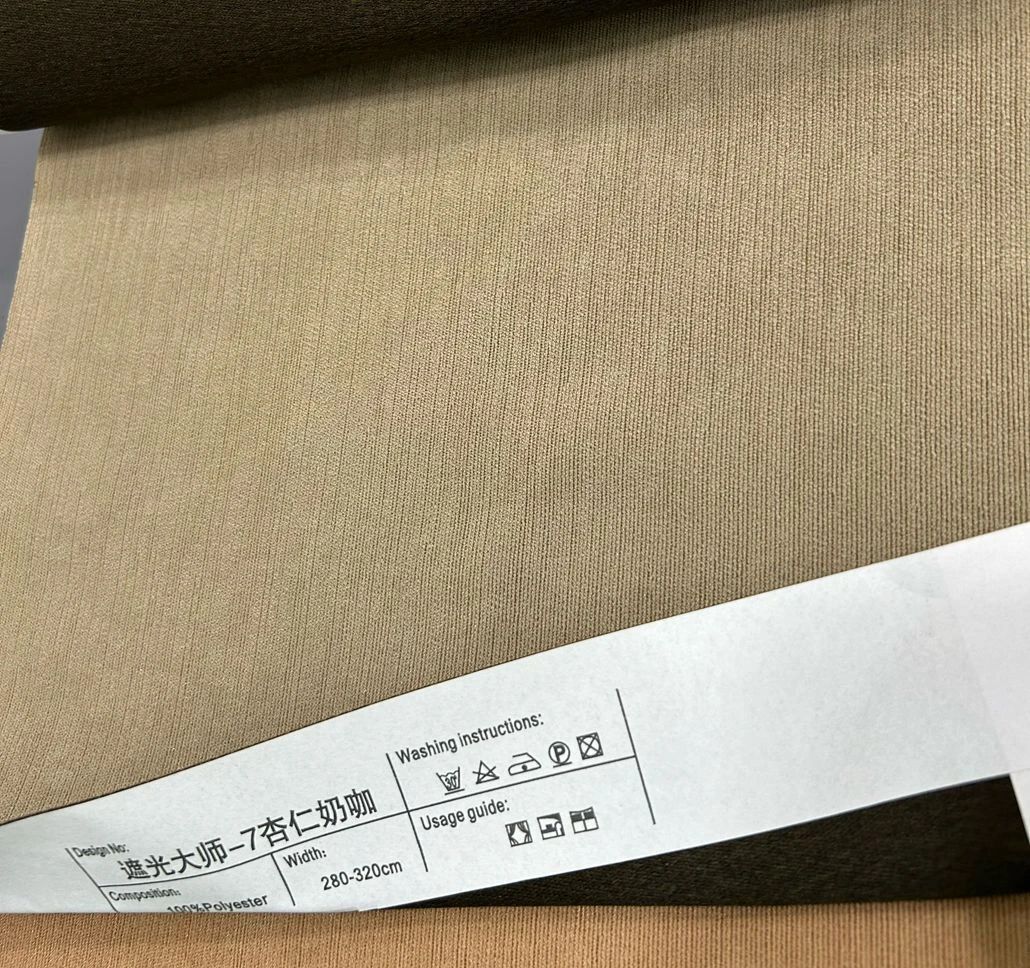 Design No:
遮光大师-7杏仁奶咖
Composition:
100%Polyester
Width:
280-320cm
Washing instructions:
30°
P
Usage guide: